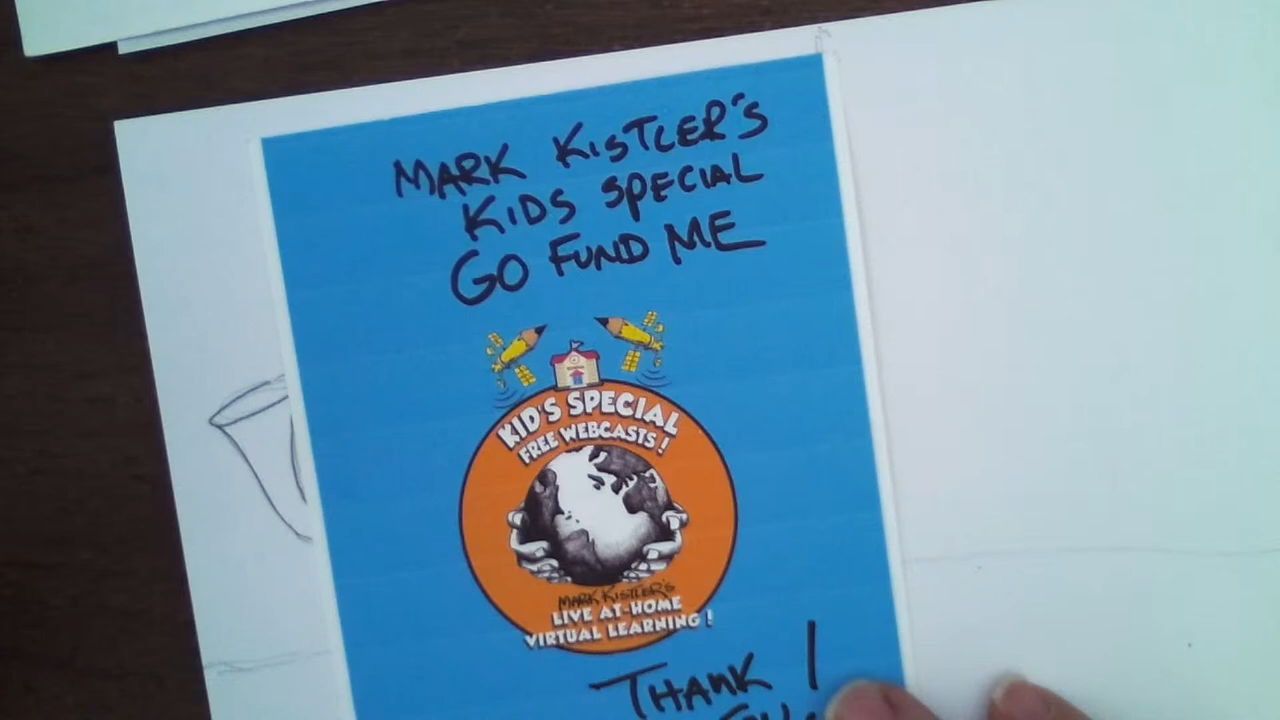 MARK KISTLER'S
KIDS SPECIAL
GO FUND ME
KID'S SPECIAL
FREE WEBCASTS!
MARK KISTLER'S
LIVE AT-HOME
VIRTUAL LEARNING!
THANK !